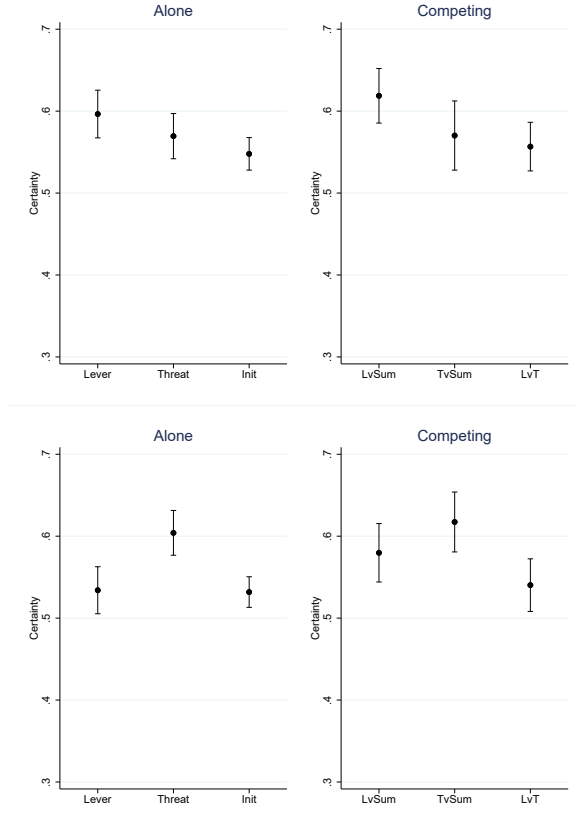 Alone
Competing
.7
.6
.5
.4
.3
Certainty
Lever Threat Init
.7
.6
.5
.4
.3
Certainty
LvSum TvSum LvT
Alone
Competing
.7
.6
.5
.4
.3
Certainty
Lever Threat Init
.7
.6
.5
.4
.3
Certainty
LvSum TvSum LvT